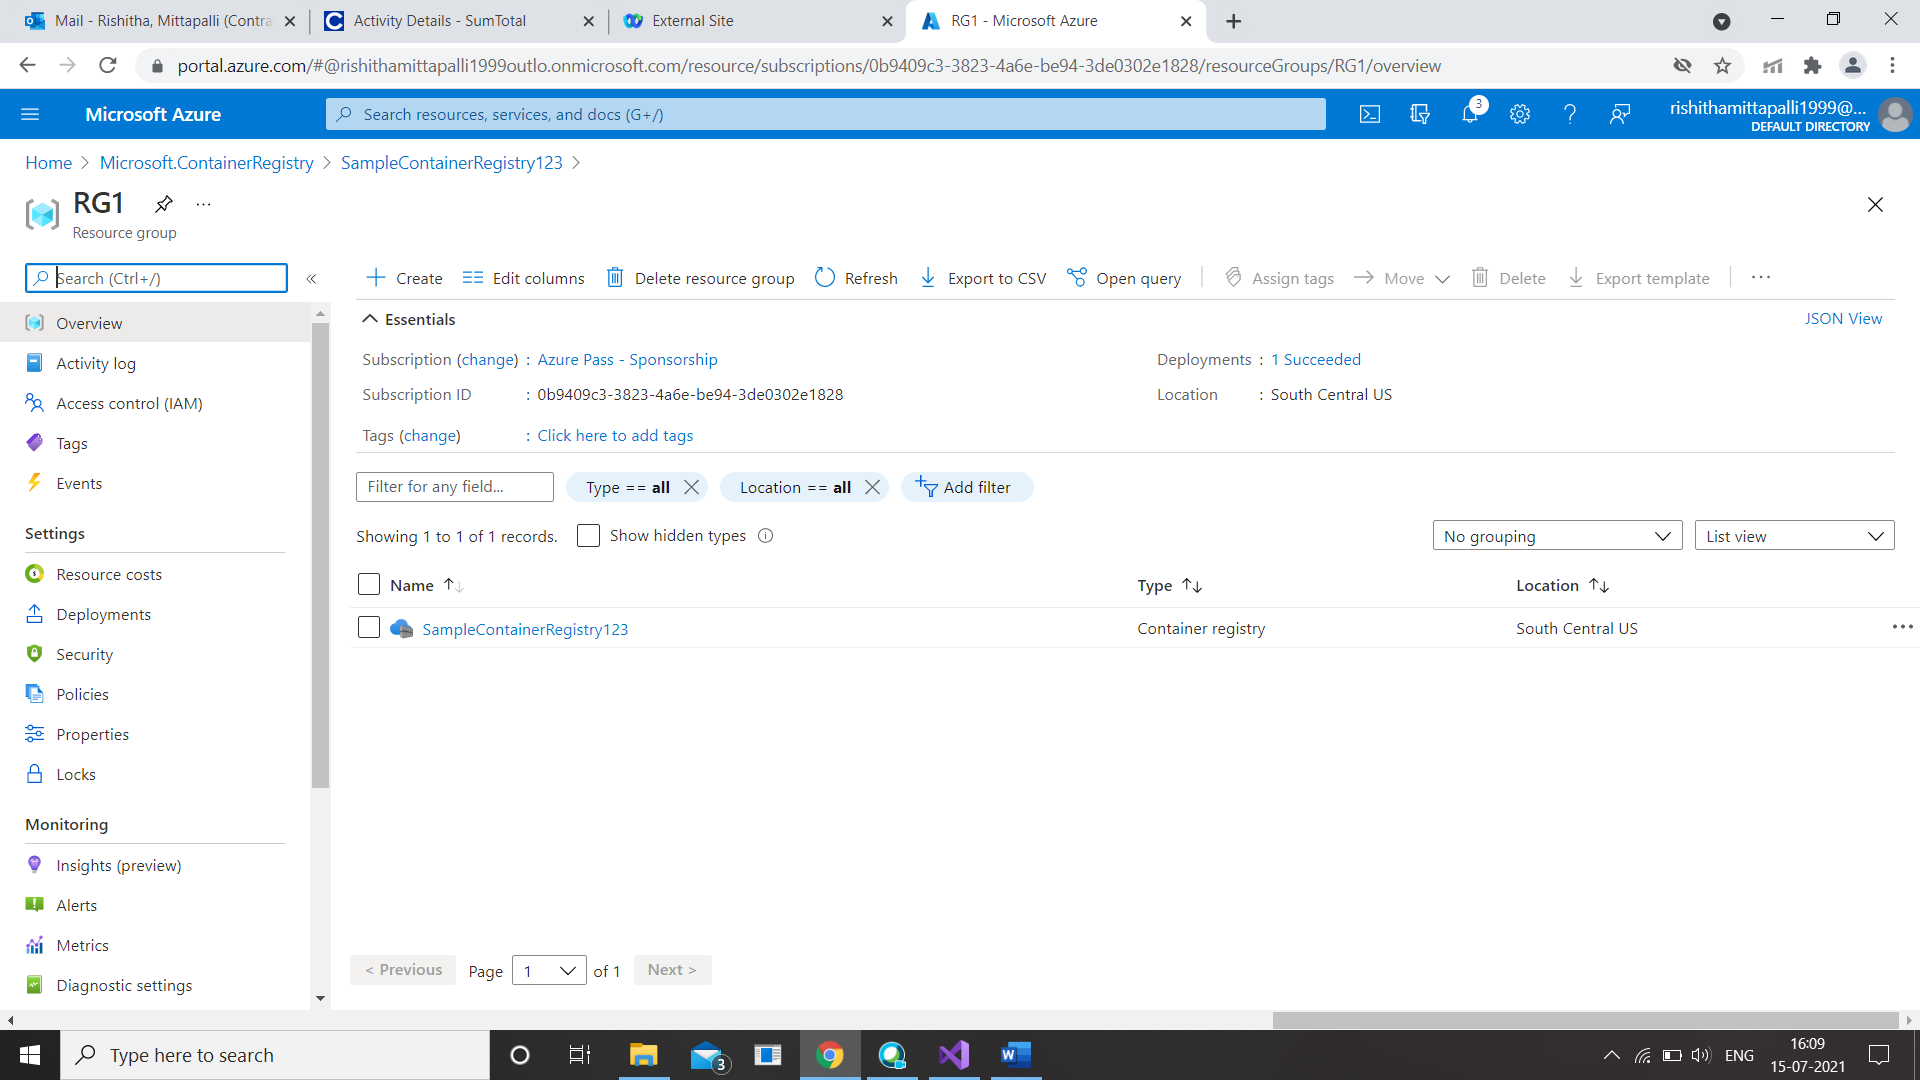 Mail - Rishitha, Mittapalli (Contra
Activity Details - SumTotal
External Site
RG1 - Microsoft Azure
portal.azure.com/#@rishithamittapalli1999outlo.onmicrosoft.com/resource/subscriptions/0b9409c3-3823-4a6e-be94-3de0302e1828/resourceGroups/RG1/overview
Microsoft Azure
Search resources, services, and docs (G+/)
3
rishithamittapalli1999@...
DEFAULT DIRECTORY
Home > Microsoft.ContainerRegistry > SampleContainerRegistry123 >
RG1
...
Resource group
Search (Ctrl+/)
«
Create
Edit columns
Delete resource group
Refresh
Export to CSV
Open query
Assign tags
Move
Delete
Export template
...
Overview
Activity log
Access control (IAM)
Tags
Events
Settings
Resource costs
Deployments
Security
Policies
Properties
Locks
Monitoring
Insights (preview)
Alerts
Metrics
Diagnostic settings
Essentials
JSON View
Subscription (change) : Azure Pass - Sponsorship
Deployments : 1 Succeeded
Subscription ID : 0b9409c3-3823-4a6e-be94-3de0302e1828
Location : South Central US
Tags (change) : Click here to add tags
Filter for any field...
Type == all
Location == all
Add filter
Showing 1 to 1 of 1 records.
Show hidden types
No grouping
List view
Name
Type
Location
SampleContainerRegistry123
Container registry
South Central US
...
< Previous
Page 1 of 1
Next >
Type here to search
3
ENG
16:09
15-07-2021